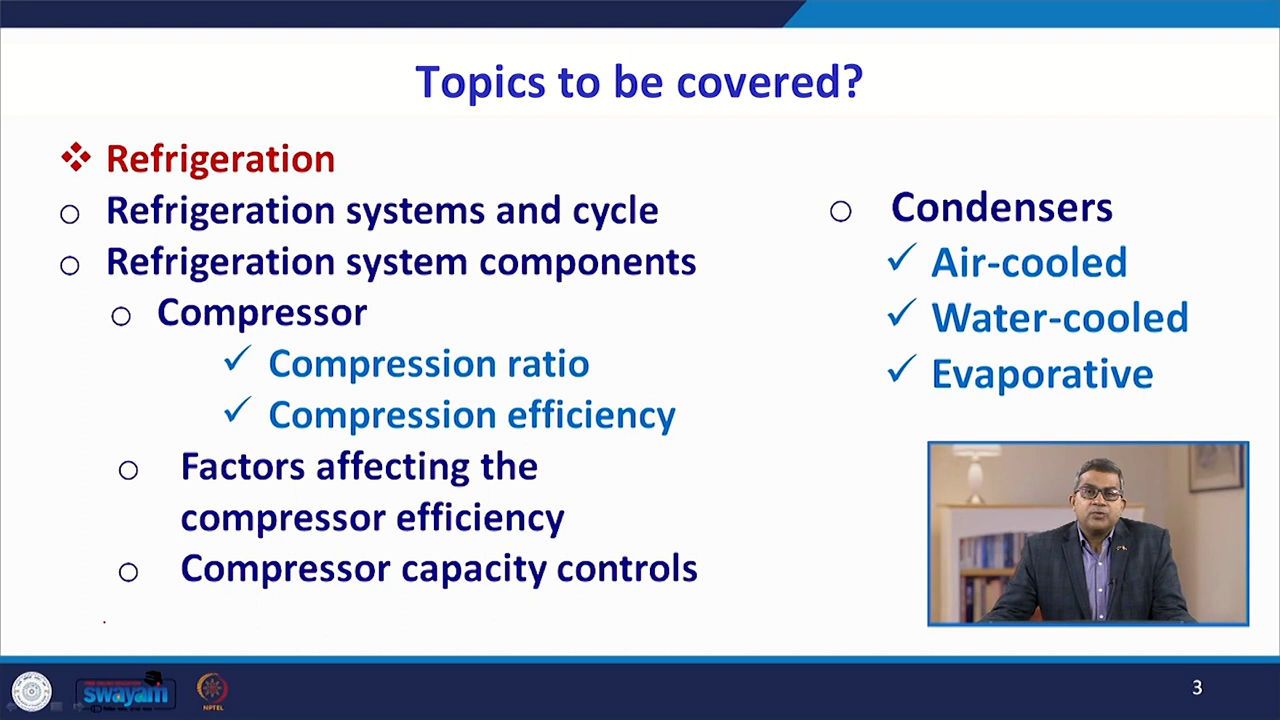 Topics to be covered?
❖ Refrigeration
o Refrigeration systems and cycle
o Refrigeration system components
o Compressor
✓ Compression ratio
✓ Compression efficiency
o Factors affecting the
compressor efficiency
o Compressor capacity controls
o Condensers
✓ Air-cooled
✓ Water-cooled
✓ Evaporative
swayam
NPTEL
3